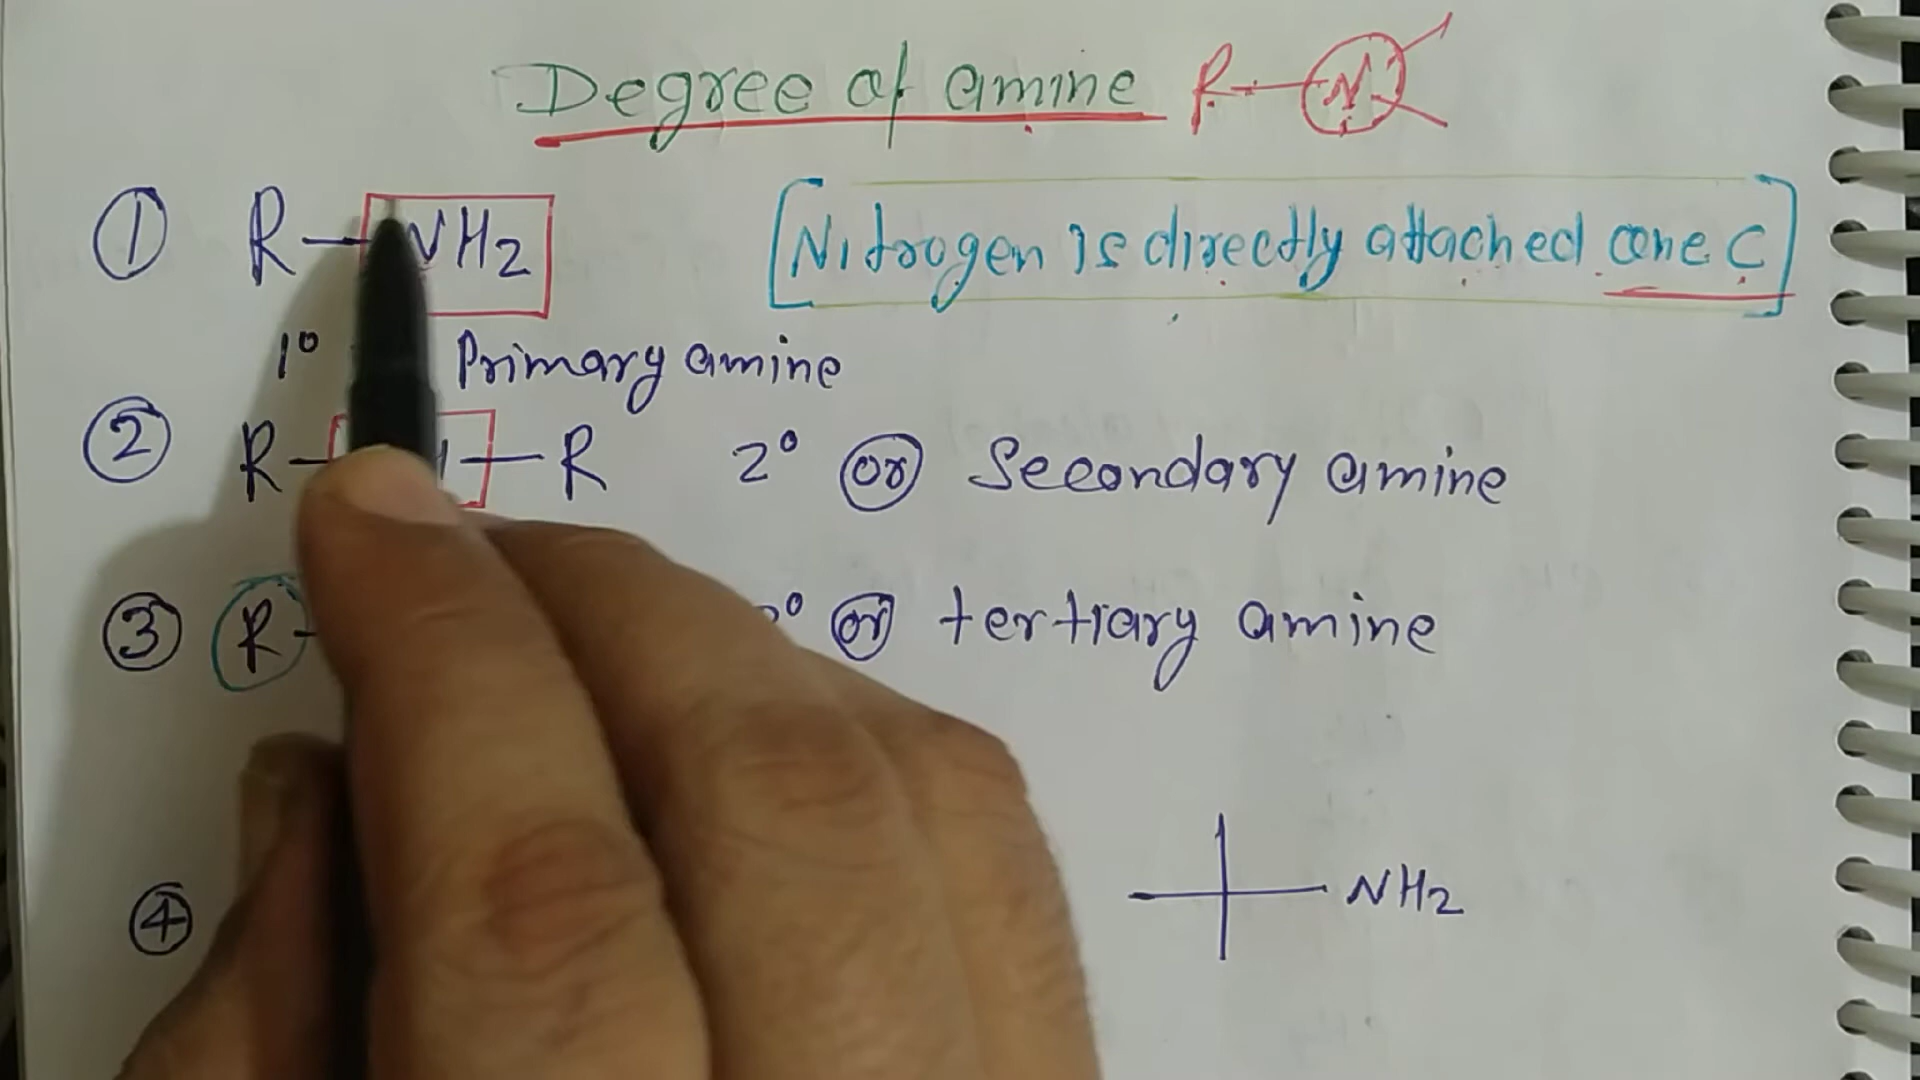 Degree of amine R-N
① R-NH2 [Nitrogen is directly attached one C]
1° Primary amine
② R- -R 2° or Secondary amine
③ R- ° or tertiary amine
④ NH2